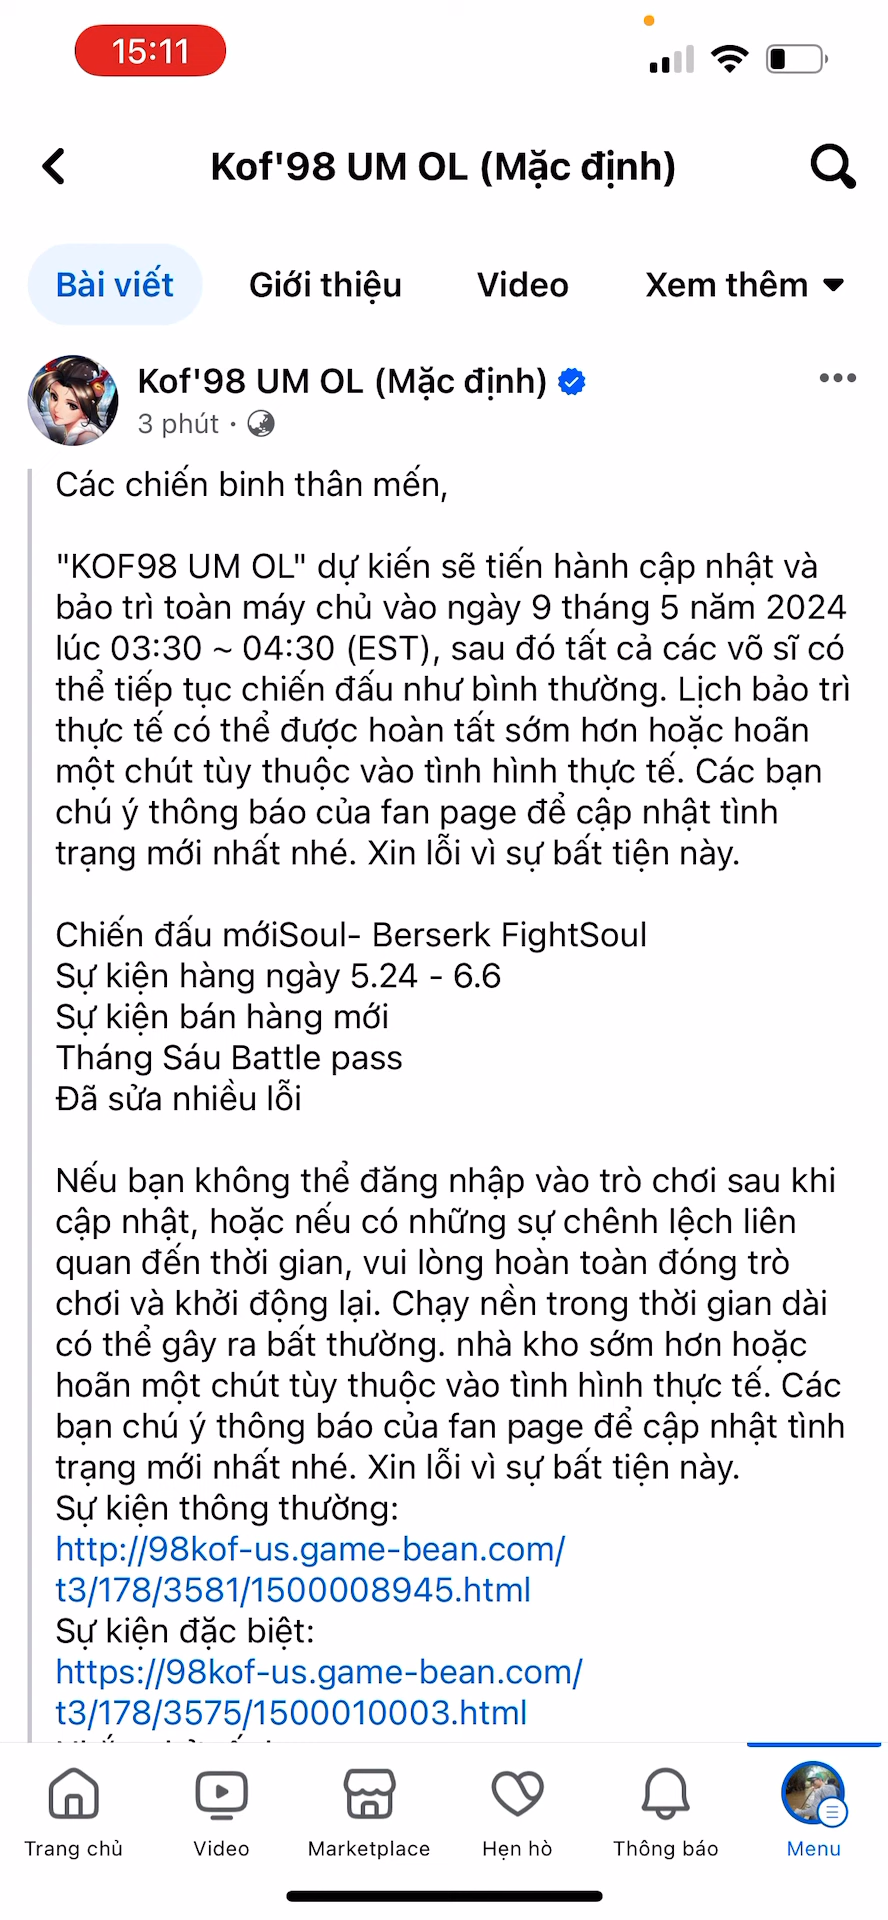 15:11
Kof'98 UM OL (Mặc định)
Bài viết
Giới thiệu
Video
Xem thêm
Kof'98 UM OL (Mặc định)
3 phút ·
Các chiến binh thân mến,
"KOF98 UM OL" dự kiến sẽ tiến hành cập nhật và
bảo trì toàn máy chủ vào ngày 9 tháng 5 năm 2024
lúc 03:30 ~ 04:30 (EST), sau đó tất cả các võ sĩ có
thể tiếp tục chiến đấu như bình thường. Lịch bảo trì
thực tế có thể được hoàn tất sớm hơn hoặc hoãn
một chút tùy thuộc vào tình hình thực tế. Các bạn
chú ý thông báo của fan page để cập nhật tình
trạng mới nhất nhé. Xin lỗi vì sự bất tiện này.
Chiến đấu mớiSoul- Berserk FightSoul
Sự kiện hàng ngày 5.24 - 6.6
Sự kiện bán hàng mới
Tháng Sáu Battle pass
Đã sửa nhiều lỗi
Nếu bạn không thể đăng nhập vào trò chơi sau khi
cập nhật, hoặc nếu có những sự chênh lệch liên
quan đến thời gian, vui lòng hoàn toàn đóng trò
chơi và khởi động lại. Chạy nền trong thời gian dài
có thể gây ra bất thường. nhà kho sớm hơn hoặc
hoãn một chút tùy thuộc vào tình hình thực tế. Các
bạn chú ý thông báo của fan page để cập nhật tình
trạng mới nhất nhé. Xin lỗi vì sự bất tiện này.
Sự kiện thông thường:
http://98kof-us.game-bean.com/
t3/178/3581/1500008945.html
Sự kiện đặc biệt:
https://98kof-us.game-bean.com/
t3/178/3575/1500010003.html
Trang chủ
Video
Marketplace
Hẹn hò
Thông báo
Menu